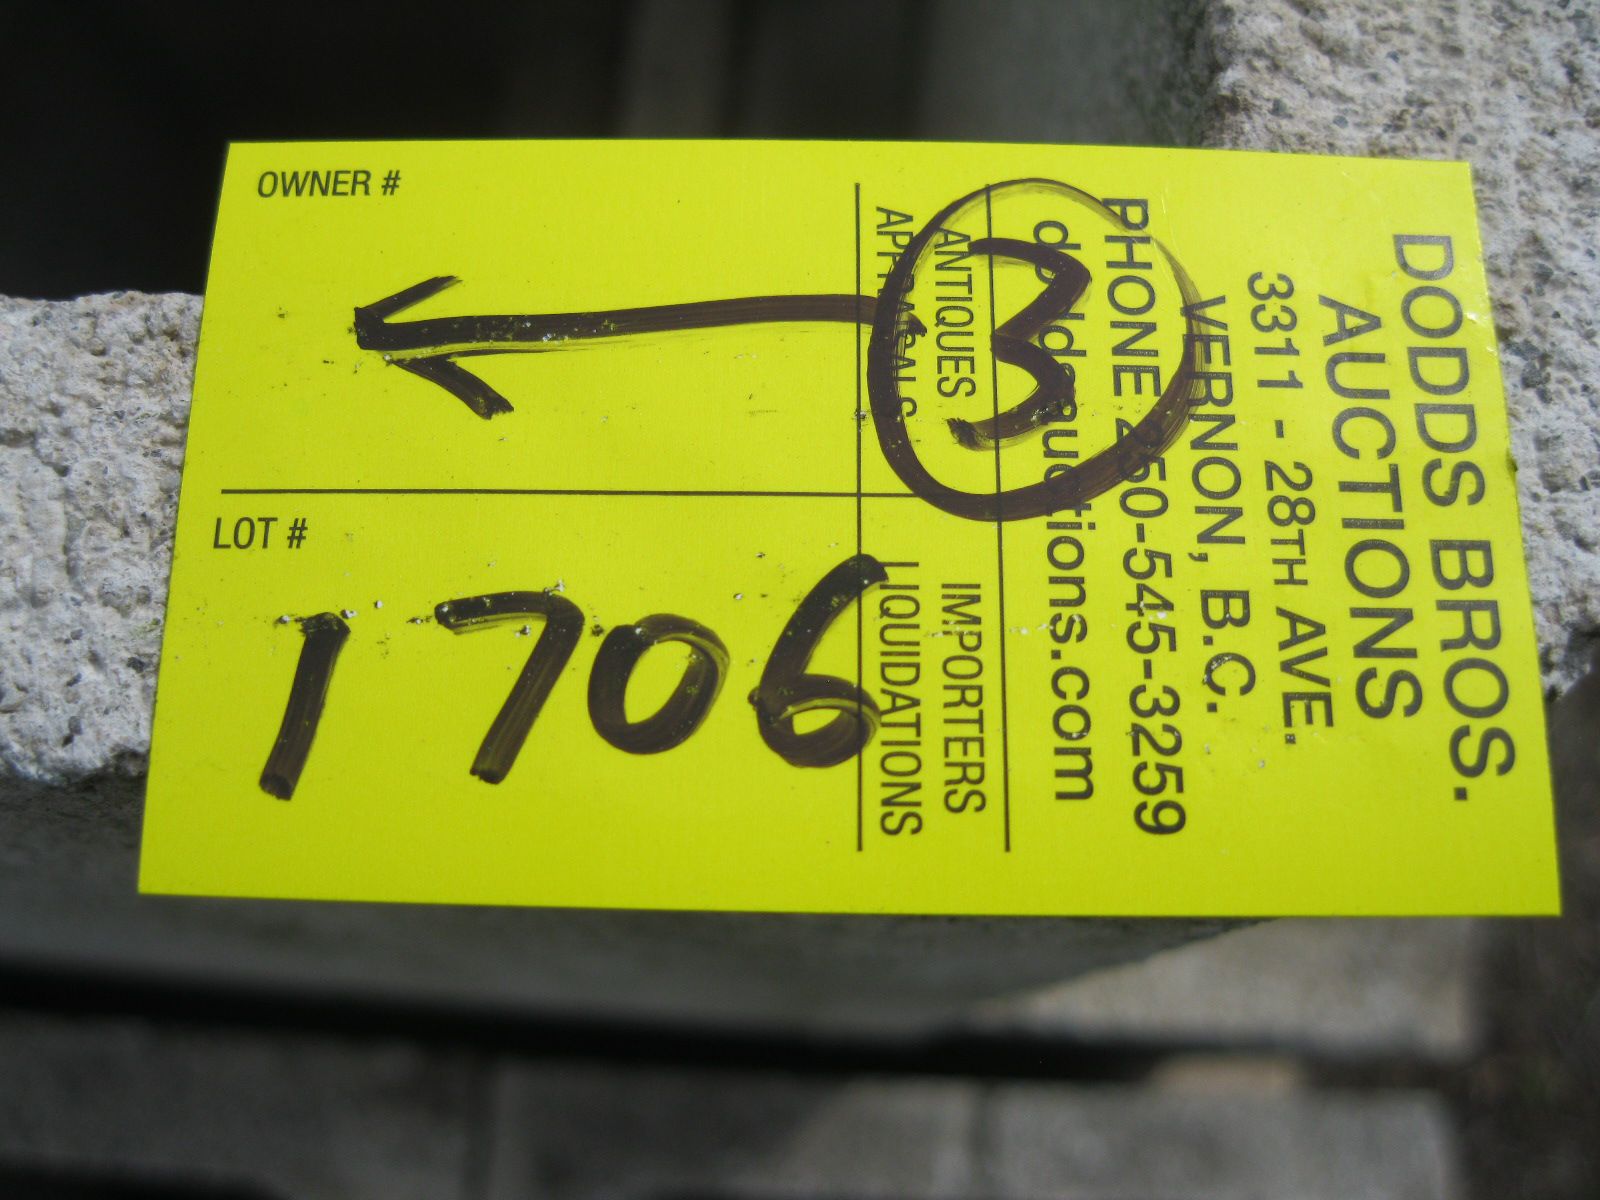 DODDS BROS.
AUCTIONS
3311 - 28TH AVE.
VERNON, B.C.
PHONE 250-545-3259
doddsauctions.com
ANTIQUES IMPORTERS
APPRAISALS LIQUIDATIONS
3
OWNER #
LOT #
1706